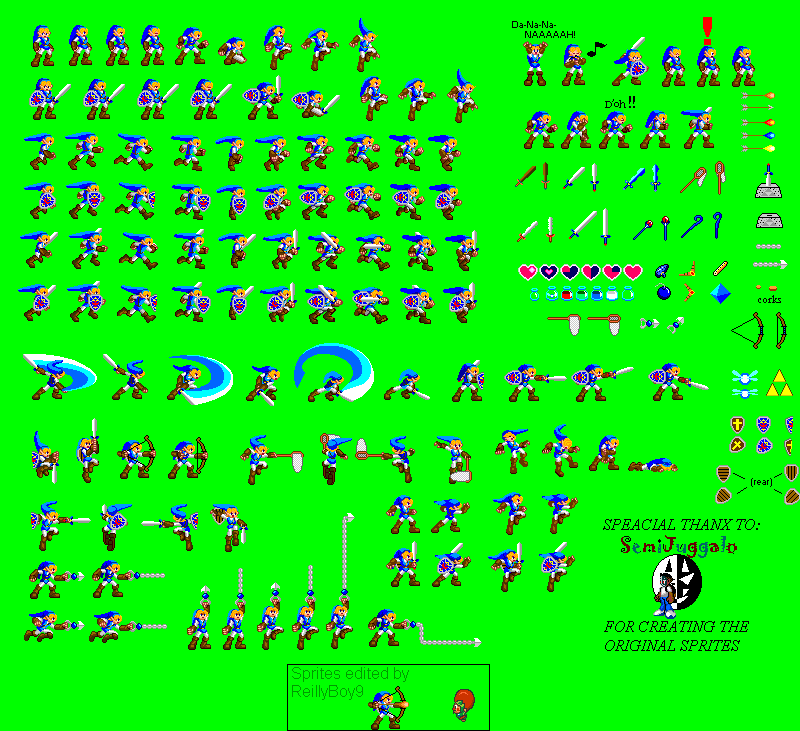 Da-Na-Na-
NAAAAAH!
!
D'oh!!
corks
(rear)
SPEACIAL THANX TO:
SemiJuggalo
FOR CREATING THE
ORIGINAL SPRITES
Sprites edited by
ReillyBoy9